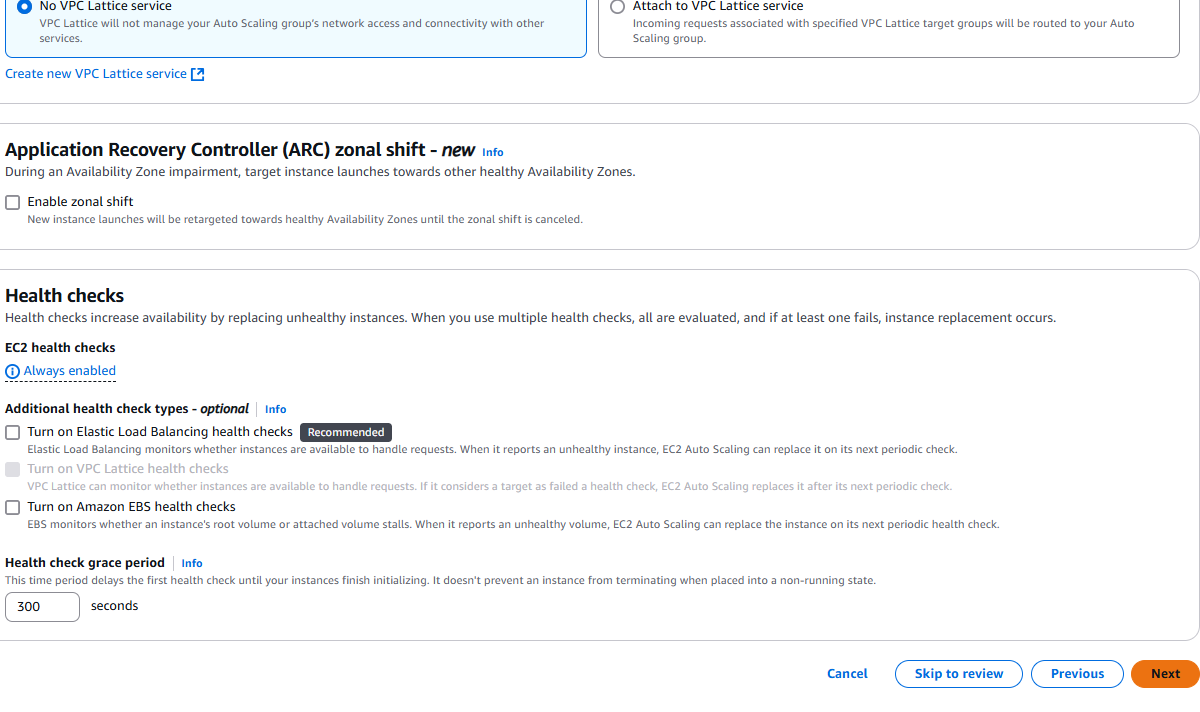 No VPC Lattice service
VPC Lattice will not manage your Auto Scaling group's network access and connectivity with other
services.
Attach to VPC Lattice service
Incoming requests associated with specified VPC Lattice target groups will be routed to your Auto
Scaling group.
Create new VPC Lattice service
Application Recovery Controller (ARC) zonal shift - new Info
During an Availability Zone impairment, target instance launches towards other healthy Availability Zones.
Enable zonal shift
New instance launches will be retargeted towards healthy Availability Zones until the zonal shift is canceled.
Health checks
Health checks increase availability by replacing unhealthy instances. When you use multiple health checks, all are evaluated, and if at least one fails, instance replacement occurs.
EC2 health checks
Always enabled
Additional health check types - optional Info
Turn on Elastic Load Balancing health checks Recommended
Elastic Load Balancing monitors whether instances are available to handle requests. When it reports an unhealthy instance, EC2 Auto Scaling can replace it on its next periodic check.
Turn on VPC Lattice health checks
VPC Lattice can monitor whether instances are available to handle requests. If it considers a target as failed a health check, EC2 Auto Scaling replaces it after its next periodic check.
Turn on Amazon EBS health checks
EBS monitors whether an instance's root volume or attached volume stalls. When it reports an unhealthy volume, EC2 Auto Scaling can replace the instance on its next periodic health check.
Health check grace period Info
This time period delays the first health check until your instances finish initializing. It doesn't prevent an instance from terminating when placed into a non-running state.
300 seconds
Cancel Skip to review Previous Next